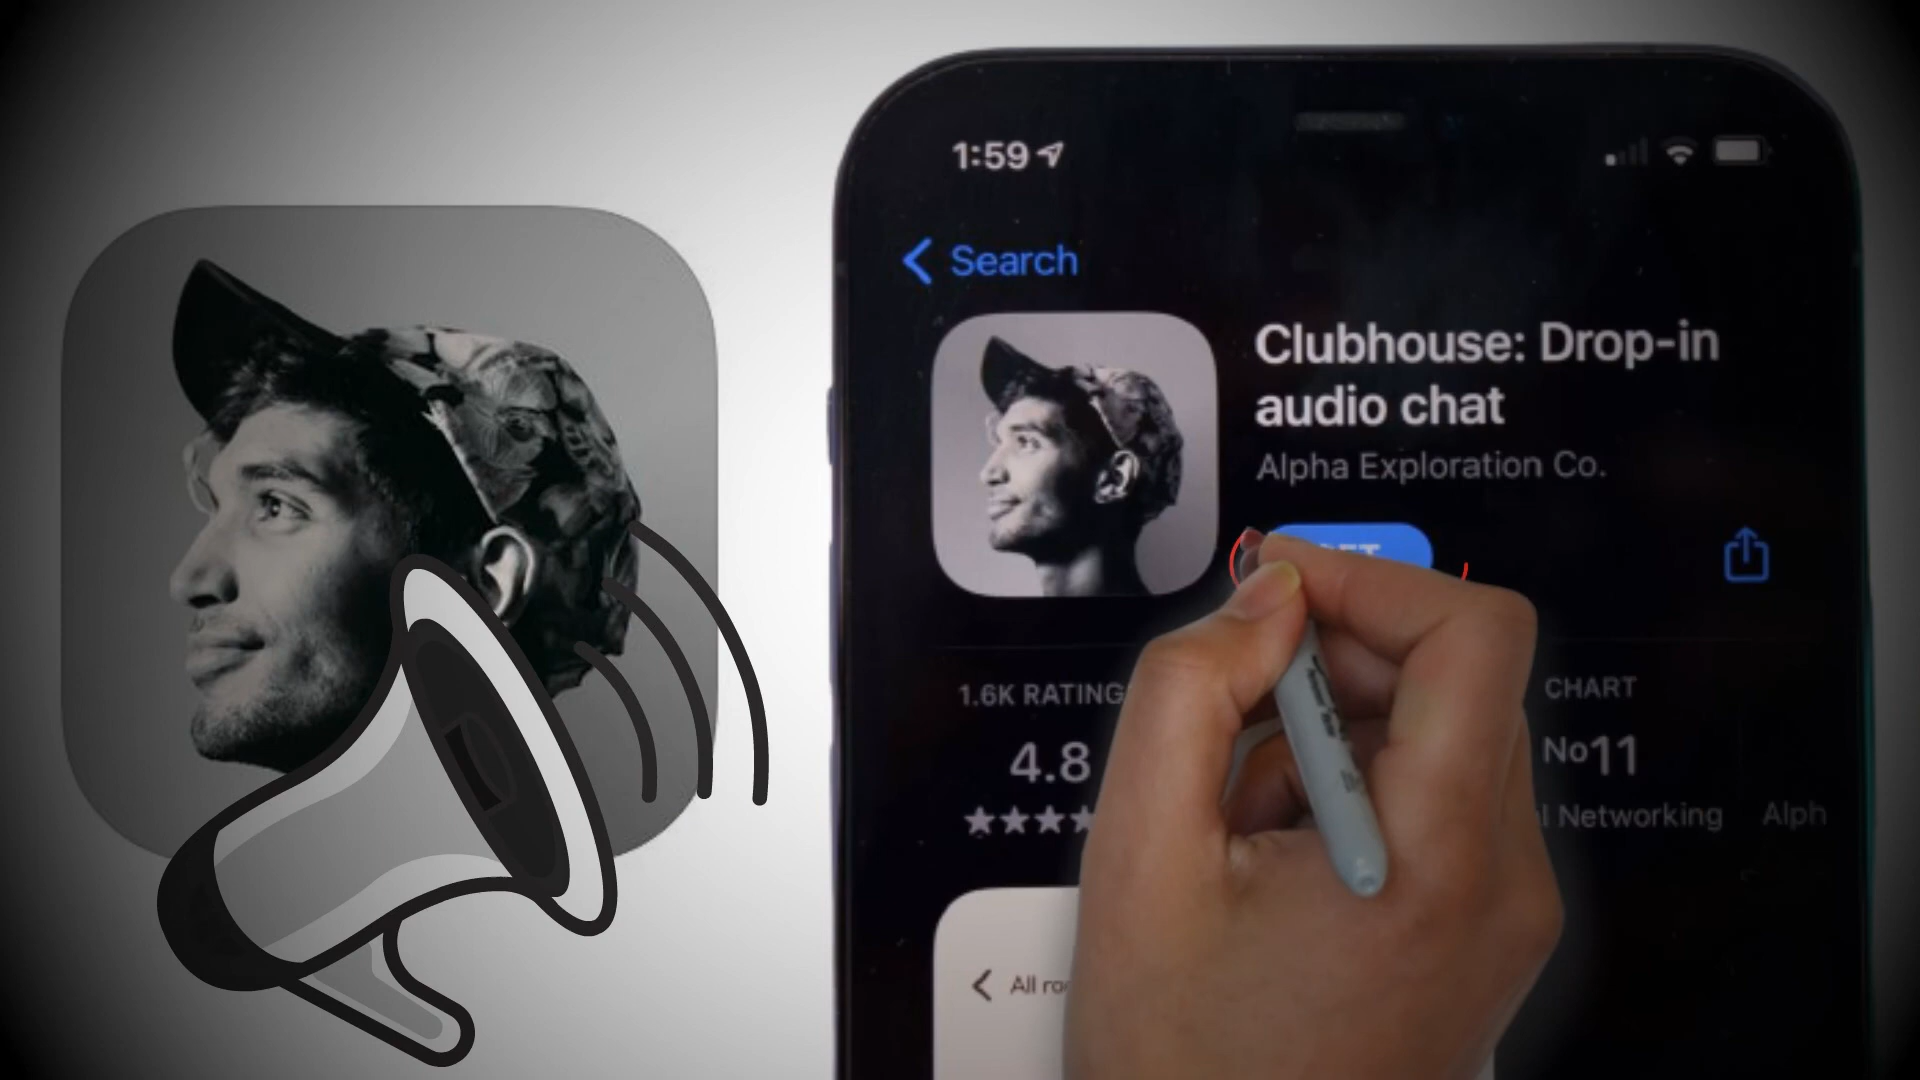 1:59
Search
Clubhouse: Drop-in
audio chat
Alpha Exploration Co.
1.6K RATING
4.8
CHART
No11
Networking
Alph
All